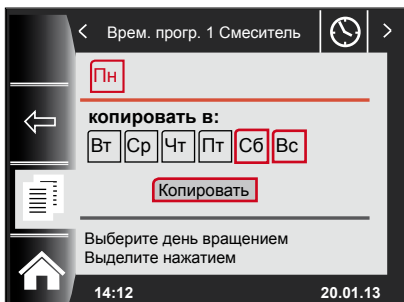 Врем. прогр. 1 Смеситель
Пн
копировать в:
Вт Ср Чт Пт Сб Вс
Копировать
Выберите день вращением
Выделите нажатием
14:12 20.01.13